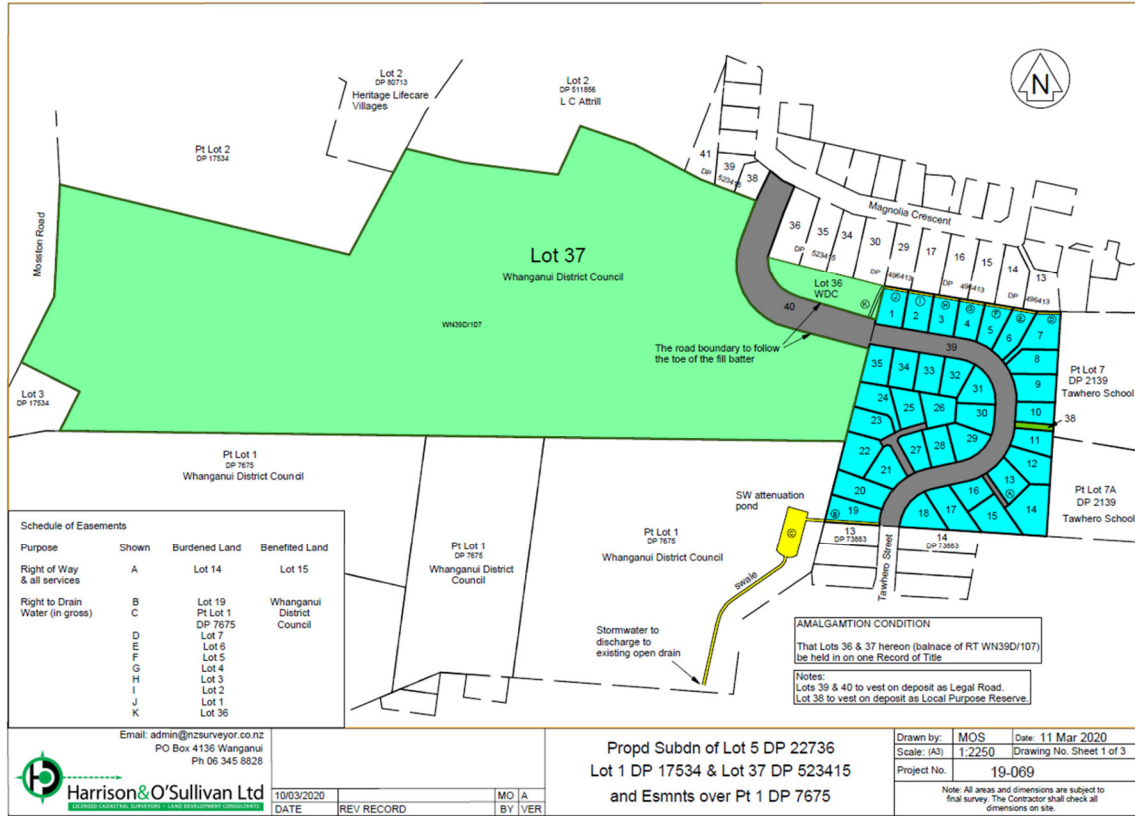 Lot 2
DP 80713
Heritage Lifecare
Villages
Lot 2
DP 511856
L C Attrill
N
Pt Lot 2
DP 17534
41
39
38
DP 523415
Magnolia Crescent
Mosston Road
Lot 37
Whanganui District Council
WN39D/107
36
35
34
30
29
17
16
15
14
13
DP 523415
DP 496413
DP 496413
DP 496413
Lot 36
WDC
K
40
J
I
H
G
F
E
D
1
2
3
4
5
6
7
39
8
9
10
11
12
13
14
15
16
17
18
19
20
21
22
23
24
25
26
27
28
29
30
31
32
33
34
35
38
A
B
The road boundary to follow
the toe of the fill batter
Pt Lot 7
DP 2139
Tawhero School
Pt Lot 7A
DP 2139
Tawhero School
Lot 3
DP 17534
Pt Lot 1
DP 7675
Whanganui District Council
Pt Lot 1
DP 7675
Whanganui District
Council
Pt Lot 1
DP 7675
Whanganui District Council
SW attenuation
pond
C
swale
13
DP 73883
14
DP 73883
Tawhero Street
Stormwater to
discharge to
existing open drain
Schedule of Easements
Purpose Shown Burdened Land Benefited Land
Right of Way A Lot 14 Lot 15
& all services
Right to Drain B Lot 19 Whanganui
Water (in gross) C Pt Lot 1 District
DP 7675 Council
D Lot 7
E Lot 6
F Lot 5
G Lot 4
H Lot 3
I Lot 2
J Lot 1
K Lot 36
AMALGAMTION CONDITION
That Lots 36 & 37 hereon (balnace of RT WN39D/107)
be held in on one Record of Title
Notes:
Lots 39 & 40 to vest on deposit as Legal Road.
Lot 38 to vest on deposit as Local Purpose Reserve.
Email: admin@nzsurveyor.co.nz
PO Box 4136 Wanganui
Ph 06 345 8828
Harrison&O'Sullivan Ltd
LICENSED CADASTRAL SURVEYORS - LAND DEVELOPMENT CONSULTANTS
10/03/2020 MO A
DATE REV RECORD BY VER
Propd Subdn of Lot 5 DP 22736
Lot 1 DP 17534 & Lot 37 DP 523415
and Esmnts over Pt 1 DP 7675
Drawn by: MOS Date: 11 Mar 2020
Scale: (A3) 1:2250 Drawing No. Sheet 1 of 3
Project No. 19-069
Note: All areas and dimensions are subject to
final survey. The Contractor shall check all
dimensions on site.